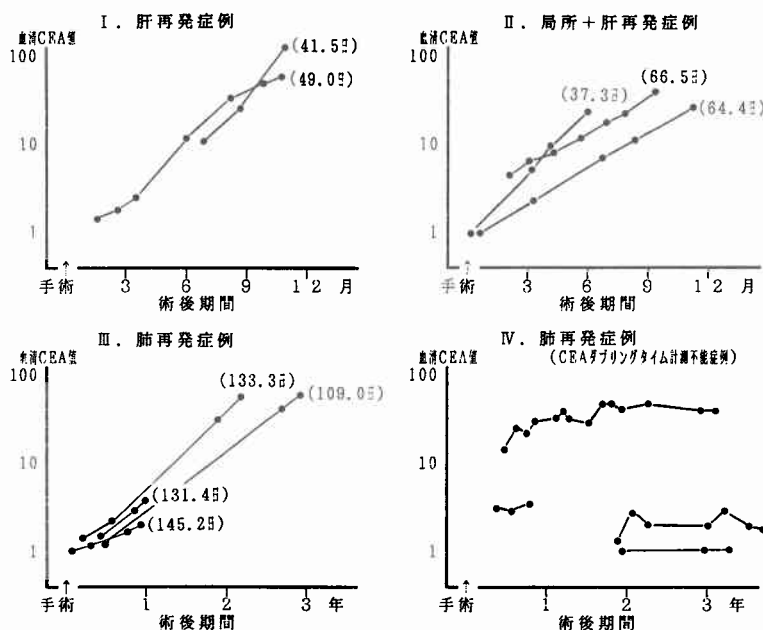 Ⅰ. 肝再発症例
血清CEA値
100
10
1
(41.5日)
(49.0日)
手術
3
6
9
12 月
術後期間
Ⅱ. 局所+肝再発症例
血清CEA値
100
10
1
(37.3日)
(66.5日)
(64.4日)
手術
3
6
9
12 月
術後期間
Ⅲ. 肺再発症例
血清CEA値
100
10
1
(133.3日)
(109.0日)
(131.4日)
(145.2日)
手術
1
2
3 年
術後期間
Ⅳ. 肺再発症例
(CEAダブリングタイム計測不能症例)
血清CEA値
100
10
1
手術
1
2
3 年
術後期間